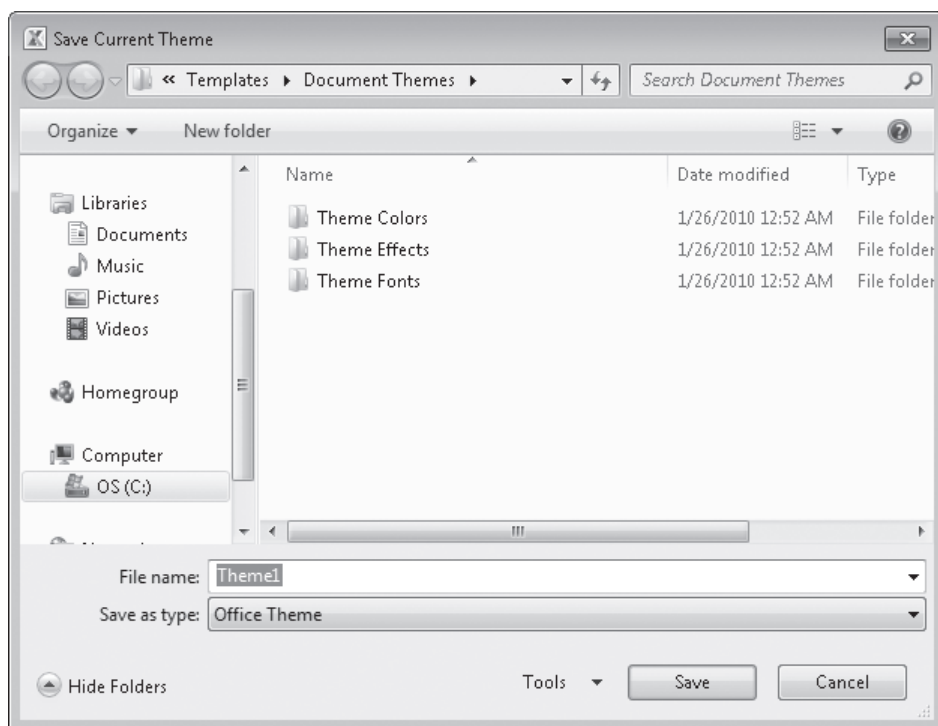 Save Current Theme
« Templates ▸ Document Themes ▸
Search Document Themes
Organize
New folder
Name
Date modified
Type
Libraries
Documents
Music
Pictures
Videos
Homegroup
Computer
OS (C:)
Theme Colors 1/26/2010 12:52 AM File folder
Theme Effects 1/26/2010 12:52 AM File folder
Theme Fonts 1/26/2010 12:52 AM File folder
File name: Theme1
Save as type: Office Theme
Hide Folders
Tools
Save
Cancel